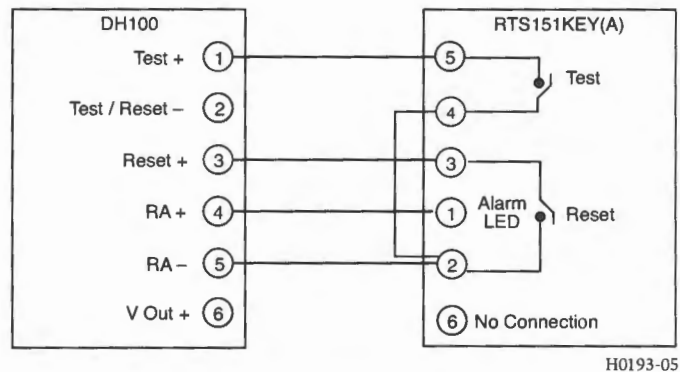 DH100
Test + 1
Test / Reset – 2
Reset + 3
RA + 4
RA – 5
V Out + 6
RTS151KEY(A)
5
Test
4
3
1 Alarm LED
Reset
2
6 No Connection
H0193-05